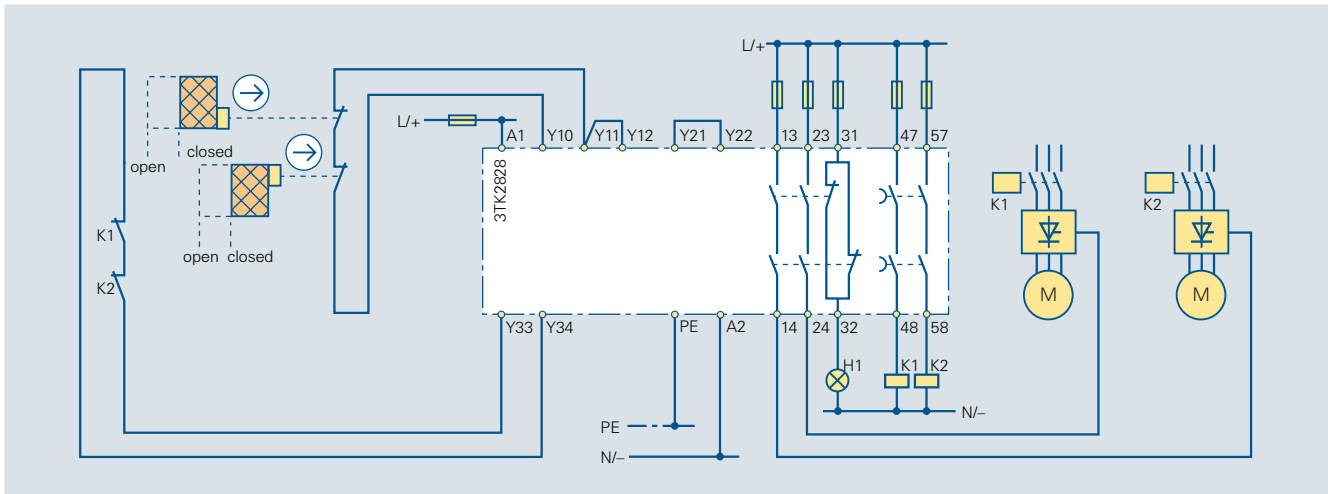 L/+
L/+
A1 Y10 Y11 Y12 Y21 Y22 13 23 31 47 57
open
closed
open closed
3TK2828
K1
K2
K1
K2
M
M
Y33 Y34 PE A2 14 24 32 48 58
H1 K1 K2
N/–
PE
N/–